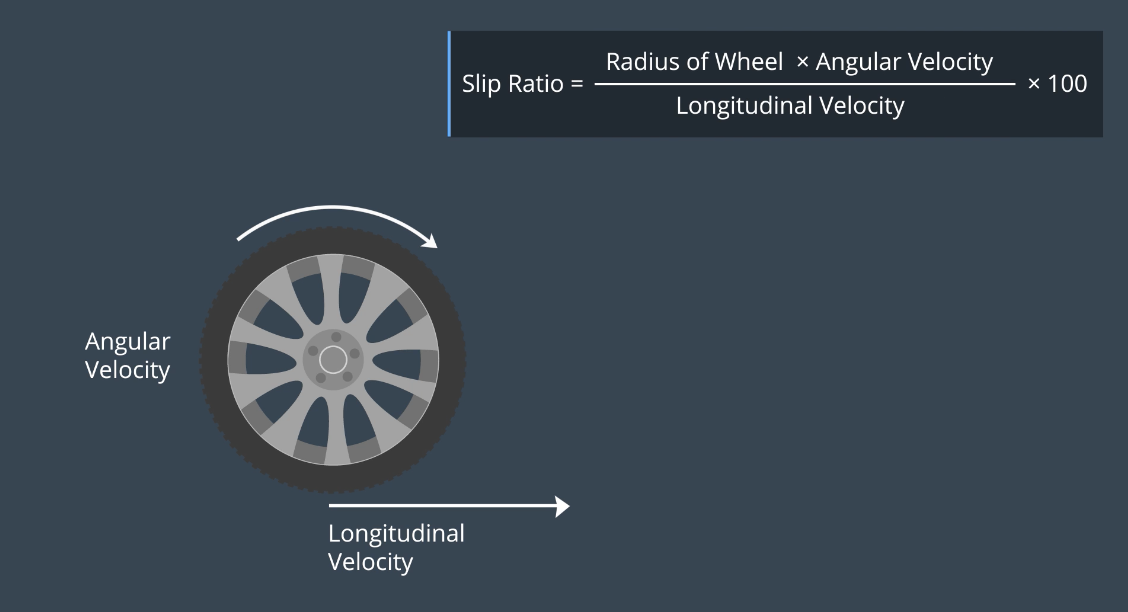 Radius of Wheel × Angular Velocity
Slip Ratio = × 100
Longitudinal Velocity
Angular
Velocity
Longitudinal
Velocity